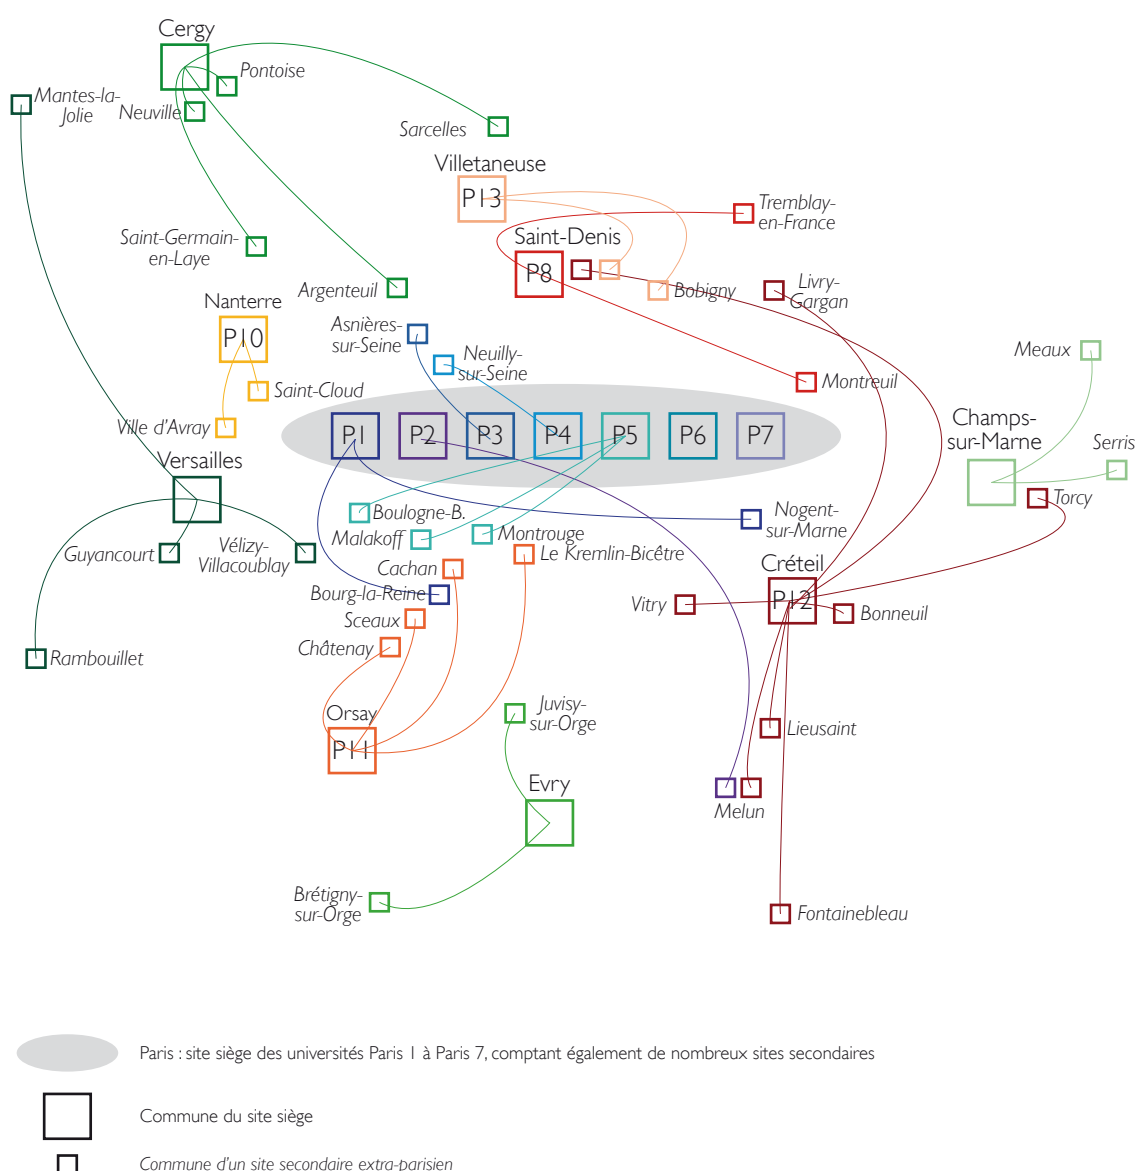 Cergy
Pontoise
Mantes-la-
Jolie
Neuville
Sarcelles
Villetaneuse
P13
Tremblay-
en-France
Saint-Germain-
en-Laye
Saint-Denis
P8
Argenteuil
Bobigny
Livry-
Gargan
Nanterre
P10
Asnières-
sur-Seine
Neuilly-
sur-Seine
Meaux
Saint-Cloud
Montreuil
Ville d'Avray
P1 P2 P3 P4 P5 P6 P7
Champs-
sur-Marne
Serris
Versailles
Torcy
Boulogne-B.
Nogent-
sur-Marne
Malakoff
Montrouge
Guyancourt
Vélizy-
Villacoublay
Le Kremlin-Bicêtre
Cachan
Créteil
P12
Bourg-la-Reine
Vitry
Bonneuil
Sceaux
Châtenay
Rambouillet
Orsay
P11
Juvisy-
sur-Orge
Lieusaint
Evry
Melun
Brétigny-
sur-Orge
Fontainebleau
Paris : site siège des universités Paris 1 à Paris 7, comptant également de nombreux sites secondaires
Commune du site siège
Commune d'un site secondaire extra-parisien